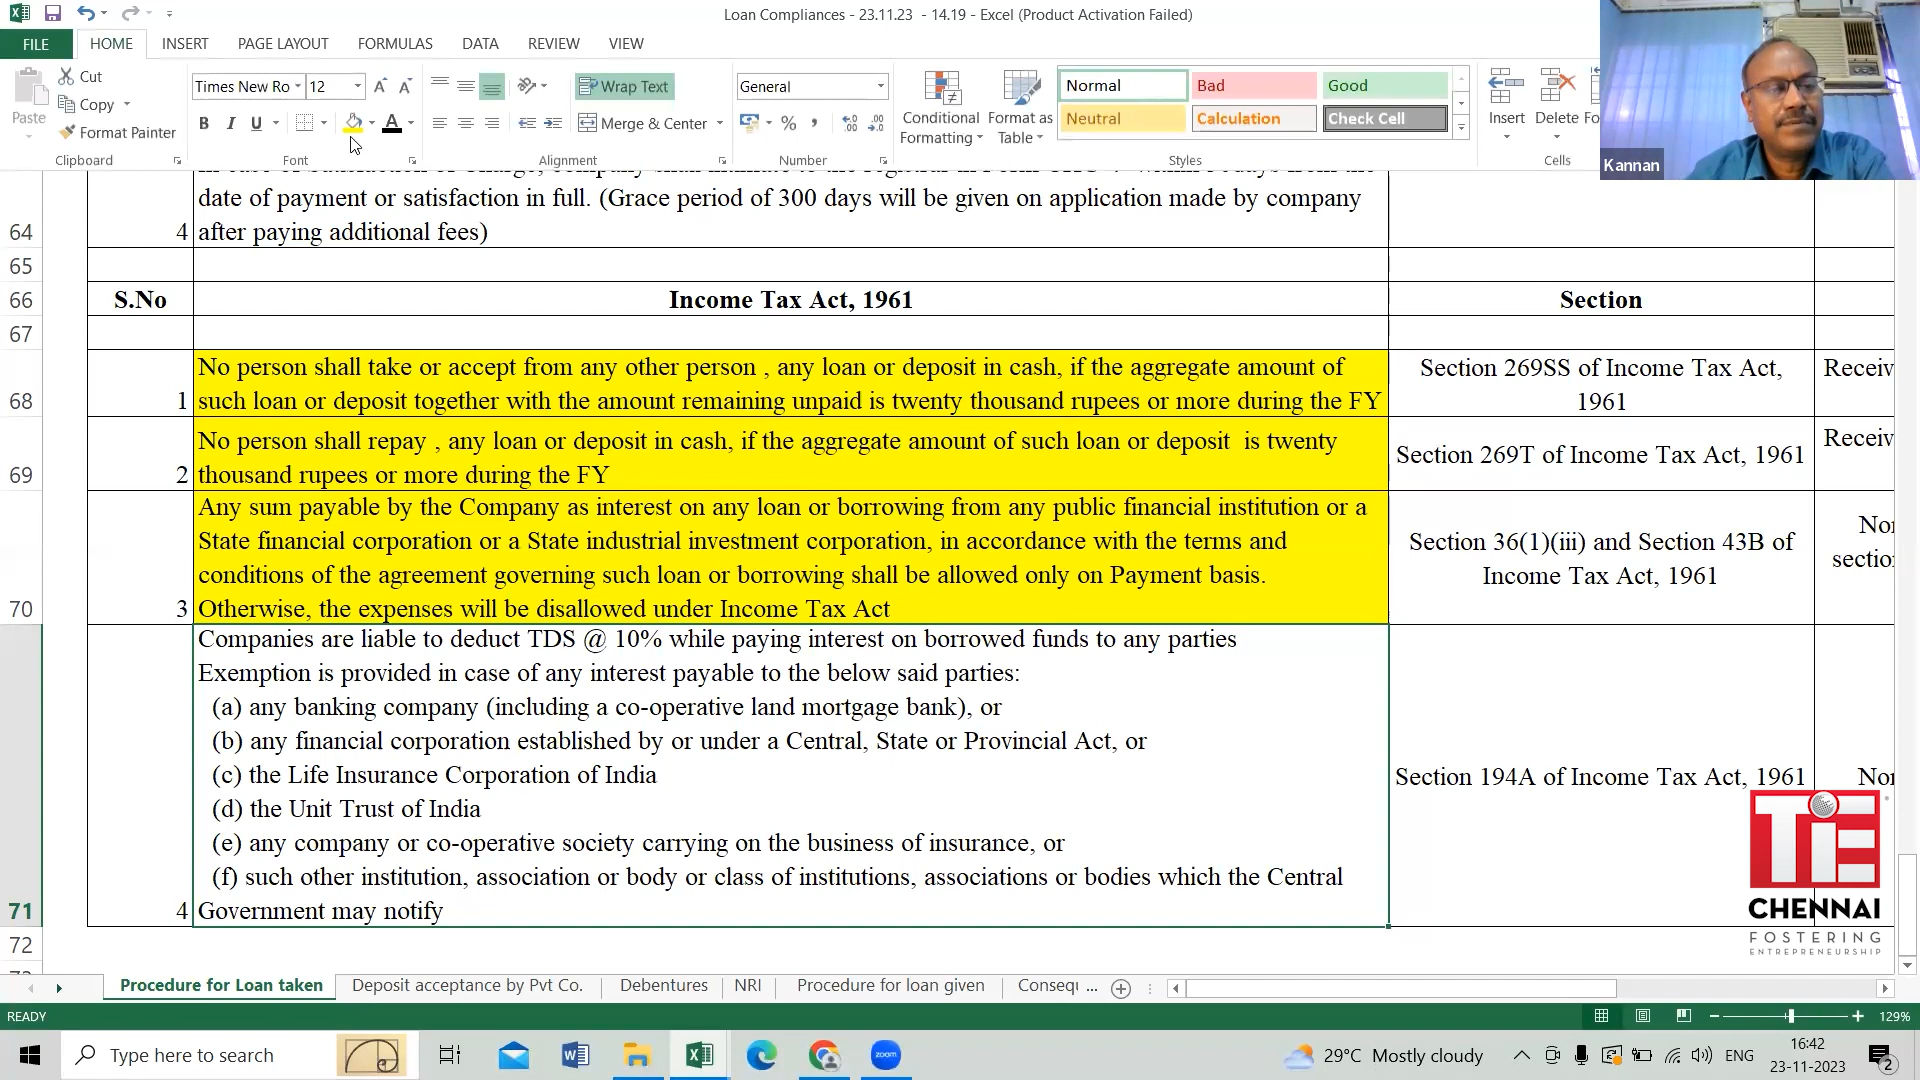 Loan Compliances - 23.11.23 - 14.19 - Excel (Product Activation Failed)
FILE HOME INSERT PAGE LAYOUT FORMULAS DATA REVIEW VIEW
Cut
Copy
Format Painter
Paste
Times New Ro 12
B I U
Wrap Text
Merge & Center
General
Conditional Formatting
Format as Table
Normal Bad Good
Neutral Calculation Check Cell
Insert Delete Fo
Clipboard Font Alignment Number Styles Cells
Kannan
date of payment or satisfaction in full. (Grace period of 300 days will be given on application made by company
64 4 after paying additional fees)
65
66 S.No Income Tax Act, 1961 Section
67
No person shall take or accept from any other person , any loan or deposit in cash, if the aggregate amount of
68 1 such loan or deposit together with the amount remaining unpaid is twenty thousand rupees or more during the FY
Section 269SS of Income Tax Act,
1961
Receiv
No person shall repay , any loan or deposit in cash, if the aggregate amount of such loan or deposit is twenty
69 2 thousand rupees or more during the FY
Section 269T of Income Tax Act, 1961
Receiv
Any sum payable by the Company as interest on any loan or borrowing from any public financial institution or a
State financial corporation or a State industrial investment corporation, in accordance with the terms and
conditions of the agreement governing such loan or borrowing shall be allowed only on Payment basis.
70 3 Otherwise, the expenses will be disallowed under Income Tax Act
Section 36(1)(iii) and Section 43B of
Income Tax Act, 1961
Nor
section
Companies are liable to deduct TDS @ 10% while paying interest on borrowed funds to any parties
Exemption is provided in case of any interest payable to the below said parties:
(a) any banking company (including a co-operative land mortgage bank), or
(b) any financial corporation established by or under a Central, State or Provincial Act, or
(c) the Life Insurance Corporation of India
(d) the Unit Trust of India
(e) any company or co-operative society carrying on the business of insurance, or
(f) such other institution, association or body or class of institutions, associations or bodies which the Central
71 4 Government may notify
Section 194A of Income Tax Act, 1961
Nor
72
TiE
CHENNAI
FOSTERING
ENTREPRENEURSHIP
Procedure for Loan taken Deposit acceptance by Pvt Co. Debentures NRI Procedure for loan given Consequ ...
READY
129%
Type here to search
zoom
29°C Mostly cloudy
ENG
16:42
23-11-2023
2